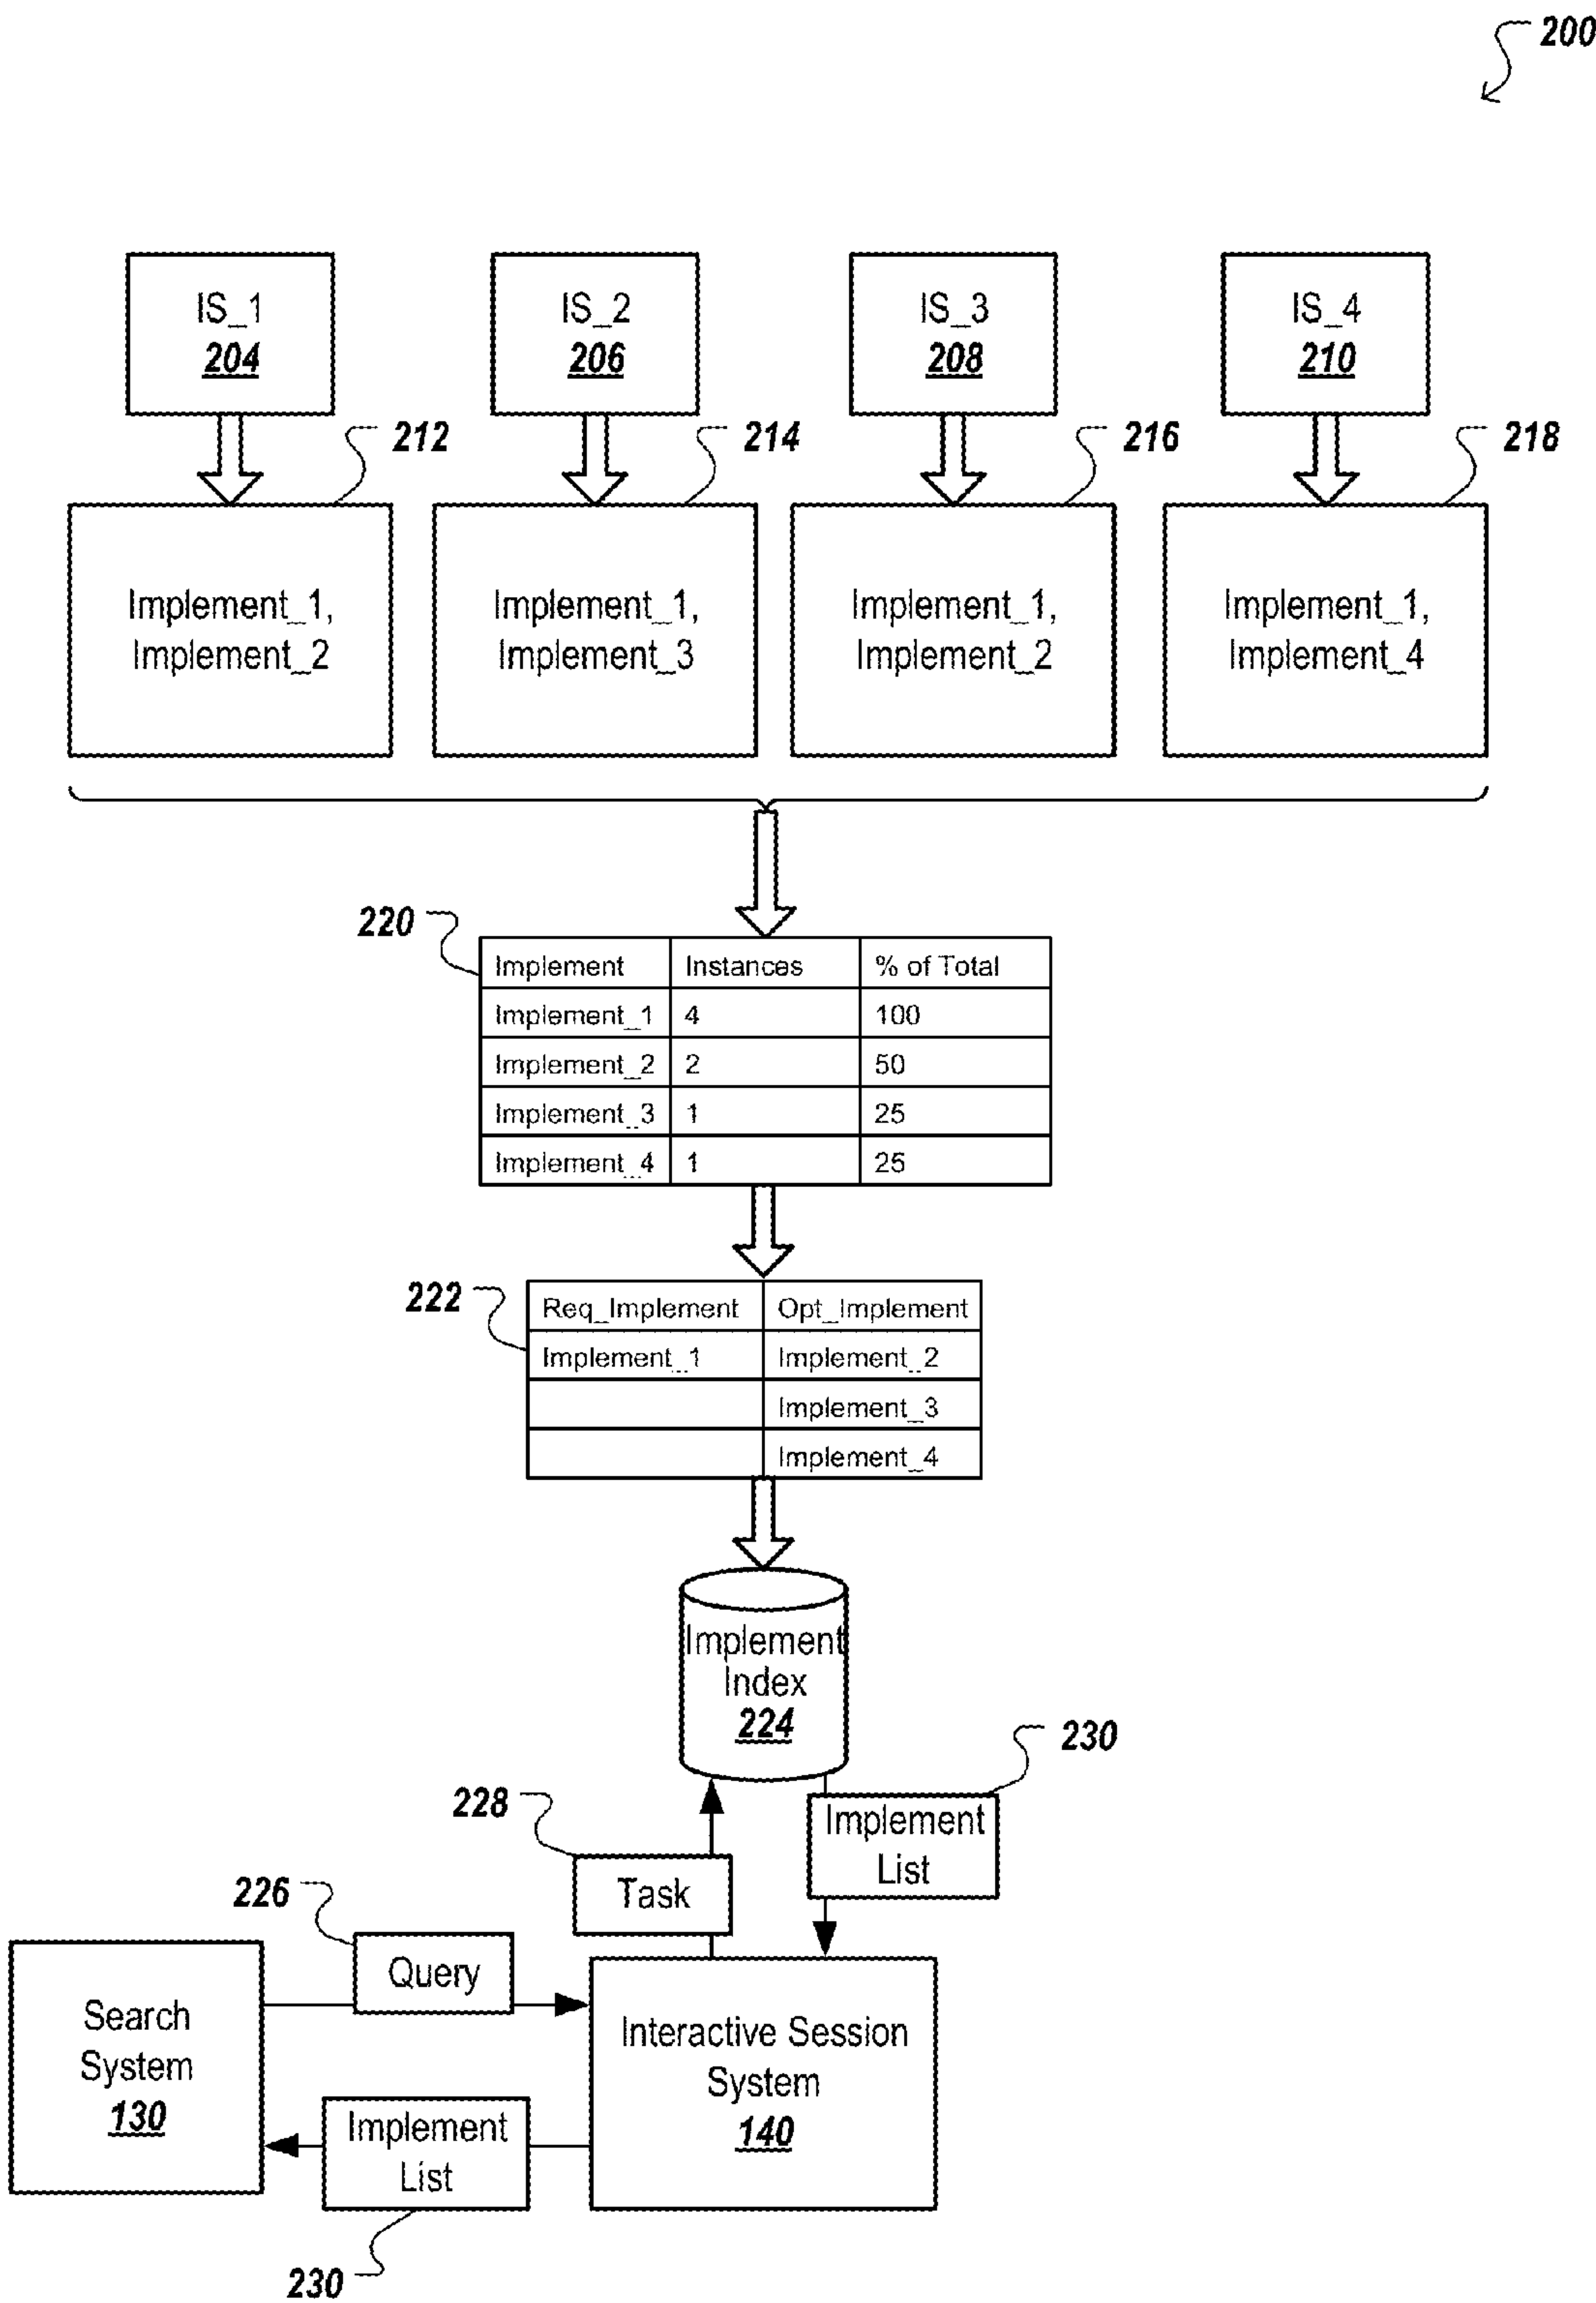 200
IS_1
204
IS_2
206
IS_3
208
IS_4
210
212
214
216
218
Implement_1,
Implement_2
Implement_1,
Implement_3
Implement_1,
Implement_2
Implement_1,
Implement_4
220
Implement Instances % of Total
Implement_1 4 100
Implement_2 2 50
Implement_3 1 25
Implement_4 1 25
222
Req_Implement Opt_Implement
Implement_1 Implement_2
Implement_3
Implement_4
Implement
Index
224
230
228
Implement
List
Task
226
Query
Search
System
130
Interactive Session
System
140
Implement
List
230